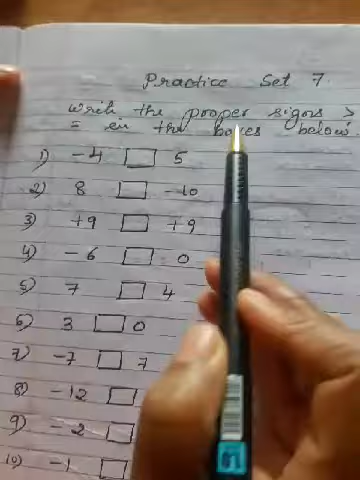 Practice Set 7.
write the proper signs >
= in the boxes below
1) -4 □ 5
2) 8 □ -10
3) +9 □ +9
4) -6 □ 0
5) 7 □ 4
6) 3 □ 0
7) -7 □ 7
8) -12 □
9) -2 □
10) -1 □